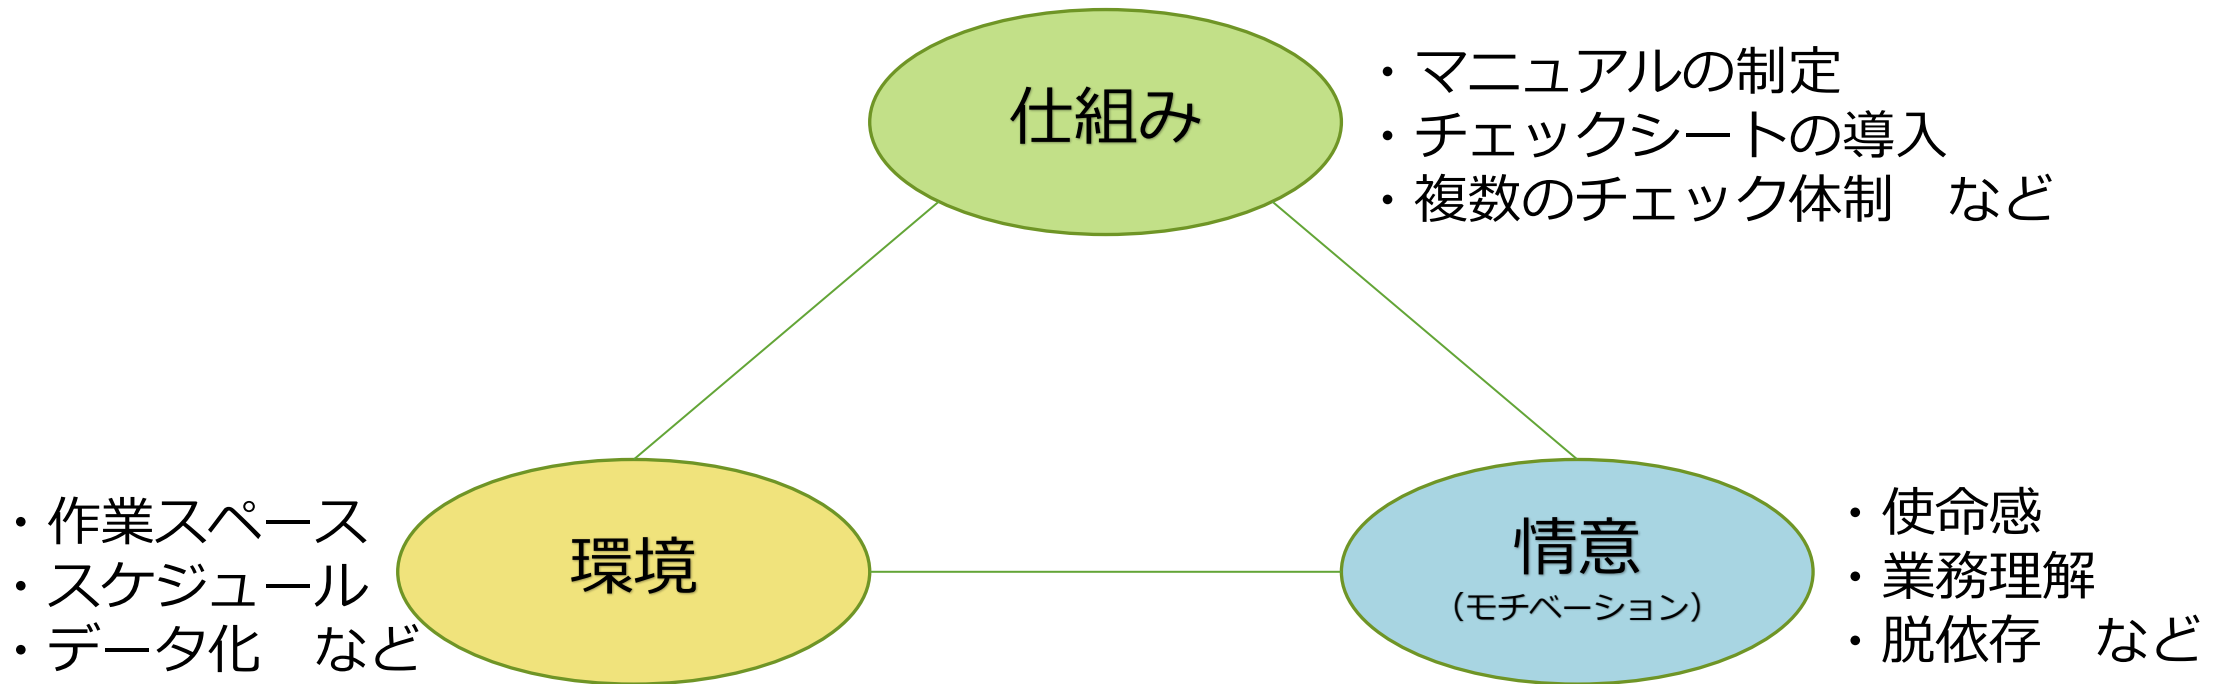 仕組み
・マニュアルの制定
・チェックシートの導入
・複数のチェック体制　など
環境
・作業スペース
・スケジュール
・データ化　など
情意
（モチベーション）
・使命感
・業務理解
・脱依存　など